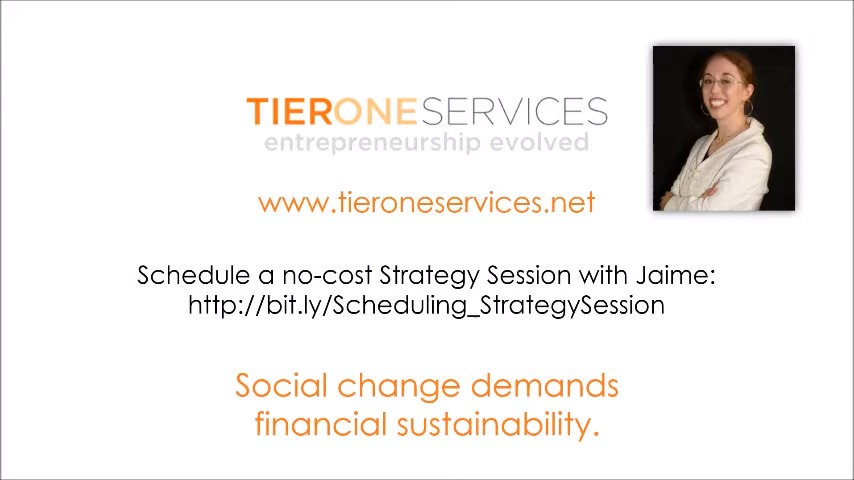 TIERONESERVICES
entrepreneurship evolved
www.tieroneservices.net
Schedule a no-cost Strategy Session with Jaime:
http://bit.ly/Scheduling_StrategySession
Social change demands
financial sustainability.